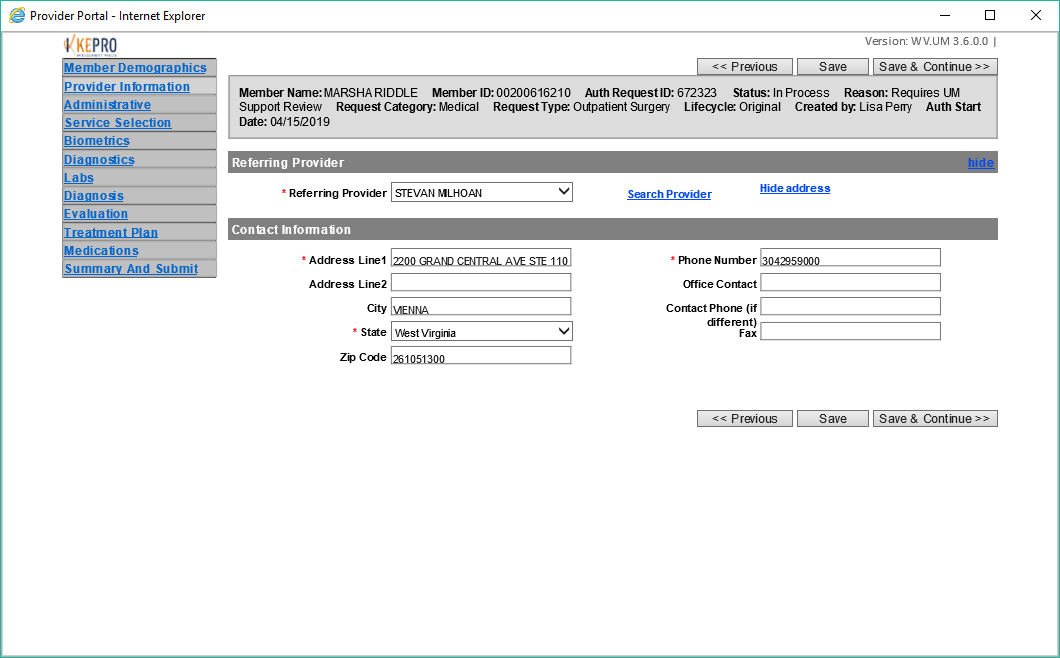 Provider Portal - Internet Explorer
KEPRO
Version: WV.UM 3.6.0.0 |
Member Demographics
Provider Information
Administrative
Service Selection
Biometrics
Diagnostics
Labs
Diagnosis
Evaluation
Treatment Plan
Medications
Summary And Submit
<< Previous Save Save & Continue >>
Member Name: MARSHA RIDDLE Member ID: 00200616210 Auth Request ID: 672323 Status: In Process Reason: Requires UM
Support Review Request Category: Medical Request Type: Outpatient Surgery Lifecycle: Original Created by: Lisa Perry Auth Start
Date: 04/15/2019
Referring Provider hide
* Referring Provider STEVAN MILHOAN Search Provider Hide address
Contact Information
* Address Line1 2200 GRAND CENTRAL AVE STE 110 * Phone Number 3042959000
Address Line2 Office Contact
City VIENNA Contact Phone (if
different)
* State West Virginia Fax
Zip Code 261051300
<< Previous Save Save & Continue >>